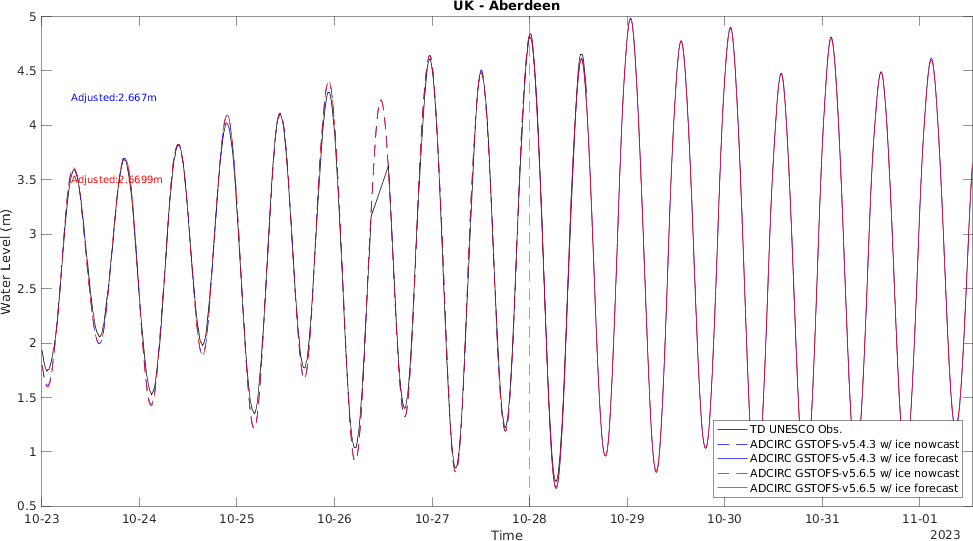 UK - Aberdeen
5
4.5
4
3.5
3
2.5
2
1.5
1
0.5
Water Level (m)
Adjusted:2.667m
Adjusted:2.6699m
TD UNESCO Obs.
ADCIRC GSTOFS-v5.4.3 w/ ice nowcast
ADCIRC GSTOFS-v5.4.3 w/ ice forecast
ADCIRC GSTOFS-v5.6.5 w/ ice nowcast
ADCIRC GSTOFS-v5.6.5 w/ ice forecast
10-23 10-24 10-25 10-26 10-27 10-28 10-29 10-30 10-31 11-01
Time
2023